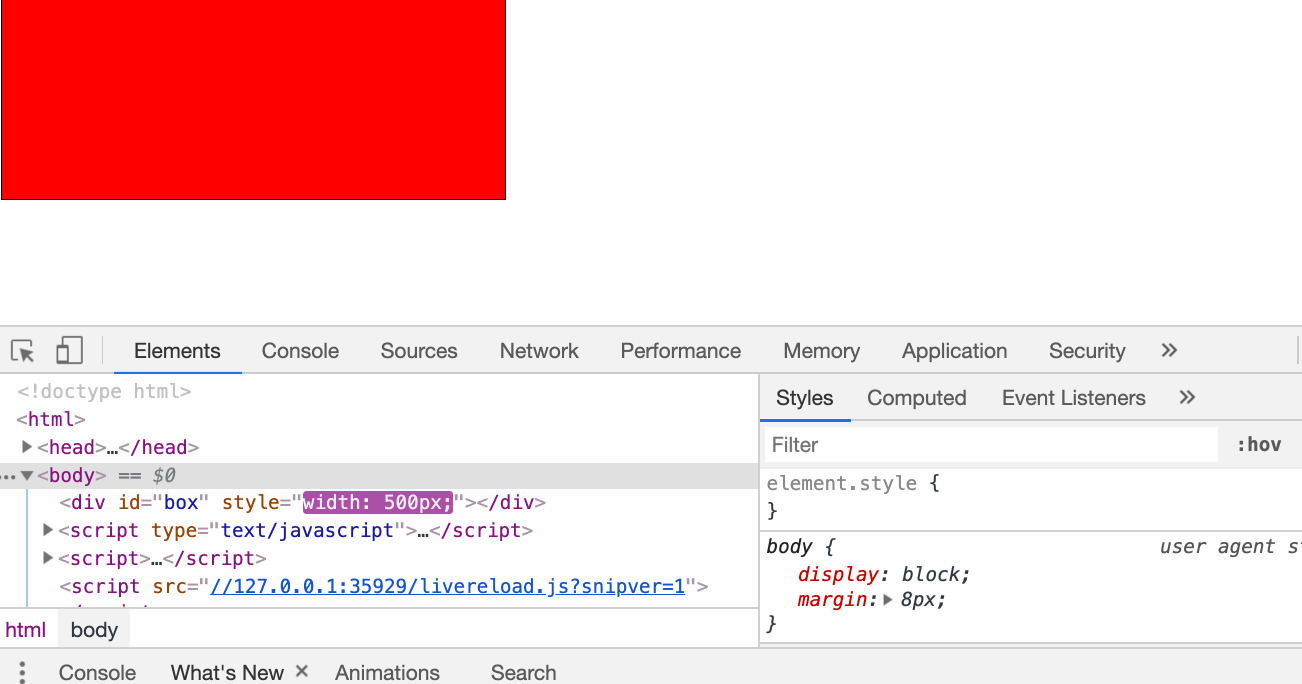 Elements Console Sources Network Performance Memory Application Security »
<!doctype html>
<html>
▶<head>…</head>
…▼<body> == $0
<div id="box" style="width: 500px;"></div>
▶<script type="text/javascript">…</script>
▶<script>…</script>
<script src="//127.0.0.1:35929/livereload.js?snipver=1">
html body
Styles Computed Event Listeners »
Filter :hov
element.style {
}
body { user agent s
display: block;
margin:▶ 8px;
}
Console What's New × Animations Search